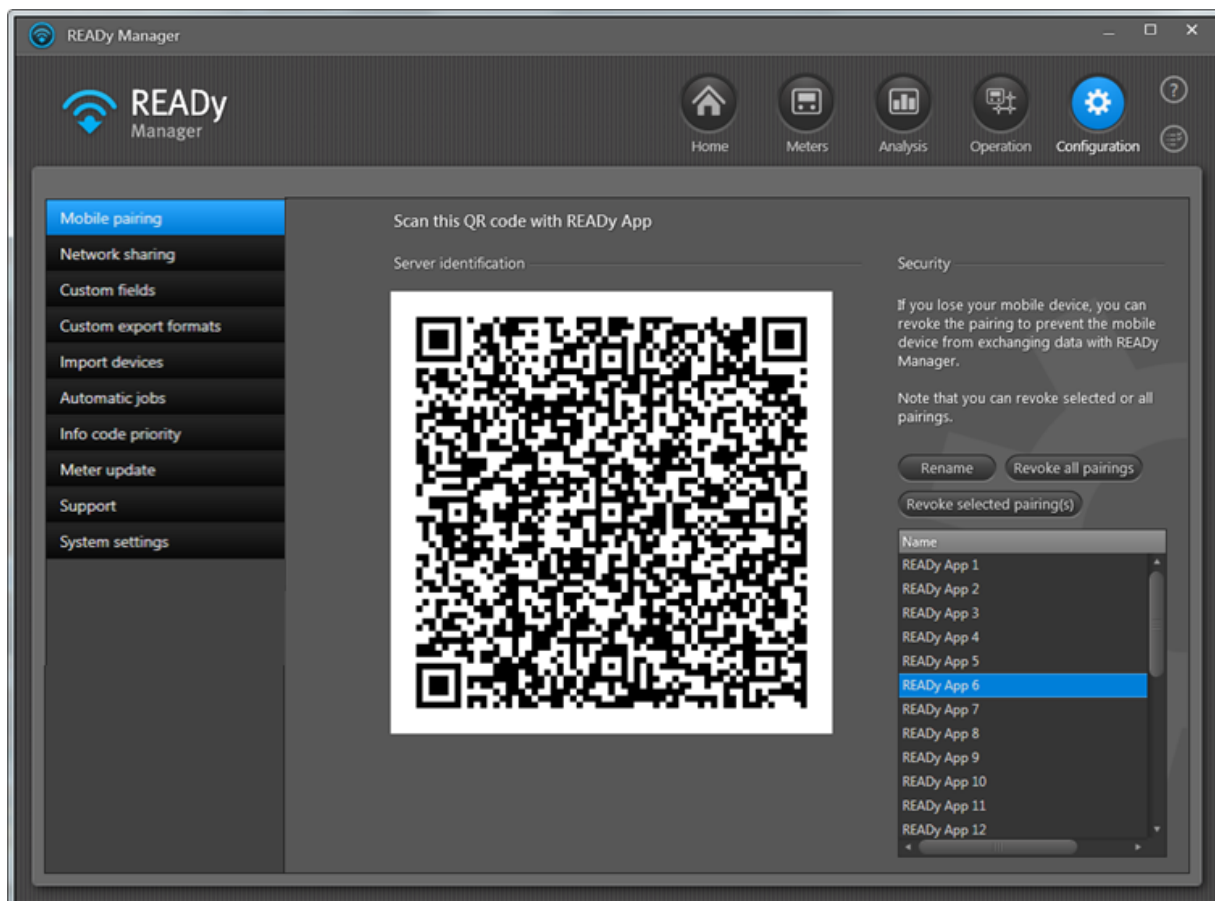 READy Manager
READy
Manager
Home
Meters
Analysis
Operation
Configuration
?
Mobile pairing
Network sharing
Custom fields
Custom export formats
Import devices
Automatic jobs
Info code priority
Meter update
Support
System settings
Scan this QR code with READy App
Server identification
Security
If you lose your mobile device, you can
revoke the pairing to prevent the mobile
device from exchanging data with READy
Manager.
Note that you can revoke selected or all
pairings.
Rename
Revoke all pairings
Revoke selected pairing(s)
Name
READy App 1
READy App 2
READy App 3
READy App 4
READy App 5
READy App 6
READy App 7
READy App 8
READy App 9
READy App 10
READy App 11
READy App 12